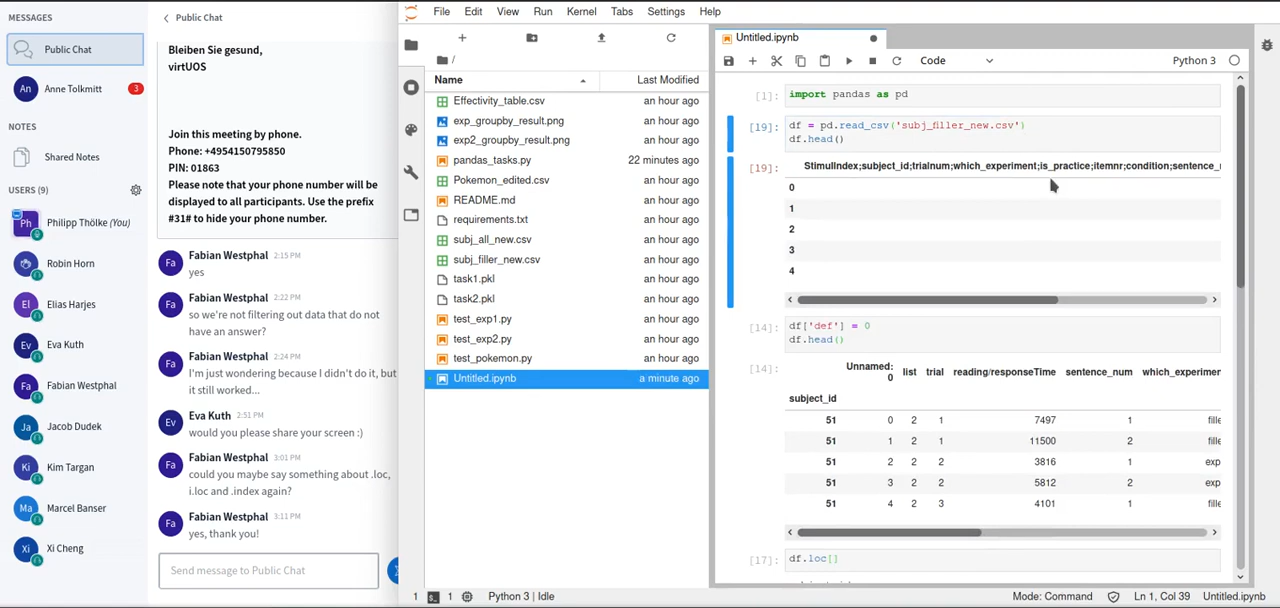 MESSAGES
Public Chat
An
Anne Tolkmitt
3
NOTES
Shared Notes
USERS (9)
Ph
Philipp Thölke (You)
Robin Horn
Elias Harjes
Ev
Eva Kuth
Fa
Fabian Westphal
Ja
Jacob Dudek
Ki
Kim Targan
Ma
Marcel Banser
Xi
Xi Cheng
Public Chat
Bleiben Sie gesund,
virtUOS
Join this meeting by phone.
Phone: +4954150795850
PIN: 01863
Please note that your phone number will be
displayed to all participants. Use the prefix
#31# to hide your phone number.
Fa
Fabian Westphal 2:15 PM
yes
Fa
Fabian Westphal 2:22 PM
so we're not filtering out data that do not
have an answer?
Fa
Fabian Westphal 2:24 PM
I'm just wondering because I didn't do it, but
it still worked...
Ev
Eva Kuth 2:51 PM
would you please share your screen :)
Fa
Fabian Westphal 3:01 PM
could you maybe say something about .loc,
i.loc and .index again?
Fa
Fabian Westphal 3:11 PM
yes, thank you!
Send message to Public Chat
File Edit View Run Kernel Tabs Settings Help
/
Name Last Modified
Effectivity_table.csv an hour ago
exp_groupby_result.png an hour ago
exp2_groupby_result.png an hour ago
pandas_tasks.py 22 minutes ago
Pokemon_edited.csv an hour ago
README.md an hour ago
requirements.txt an hour ago
subj_all_new.csv an hour ago
subj_filler_new.csv an hour ago
task1.pkl an hour ago
task2.pkl an hour ago
test_exp1.py an hour ago
test_exp2.py an hour ago
test_pokemon.py an hour ago
Untitled.ipynb a minute ago
Untitled.ipynb
Code
Python 3
[1]: import pandas as pd
[19]: df = pd.read_csv('subj_filler_new.csv')
df.head()
[19]: StimulIndex;subject_id;trialnum;which_experiment;is_practice;itemnr;condition;sentence_
0
1
2
3
4
[14]: df['def'] = 0
df.head()
[14]: Unnamed: 0 list trial reading/responseTime sentence_num which_experimen
subject_id
51 0 2 1 7497 1 fille
51 1 2 1 11500 2 fille
51 2 2 2 3816 1 exp
51 3 2 2 5812 2 exp
51 4 2 3 4101 1 fille
[17]: df.loc[]
1 1 Python 3 | Idle Mode: Command Ln 1, Col 39 Untitled.ipynb